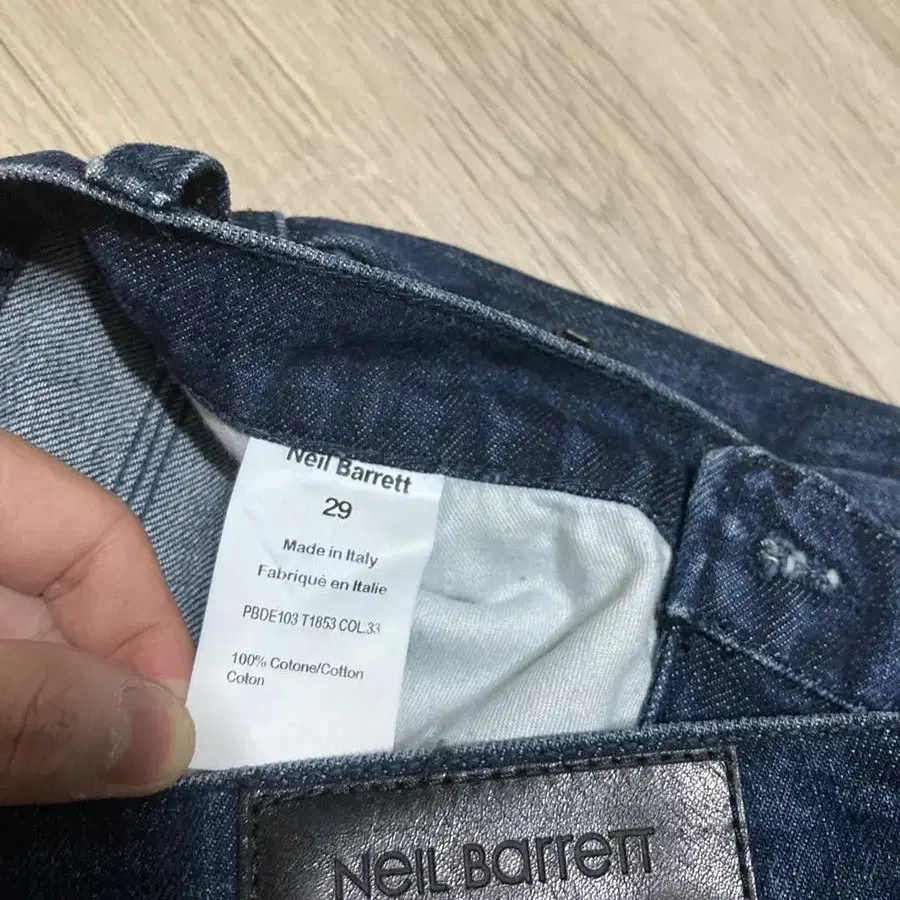 Neil Barrett
29
Made in Italy
Fabriquè en Italie
PBDE103 T1853 COL.33
100% Cotone/Cotton
Coton
NeIL BarreTT